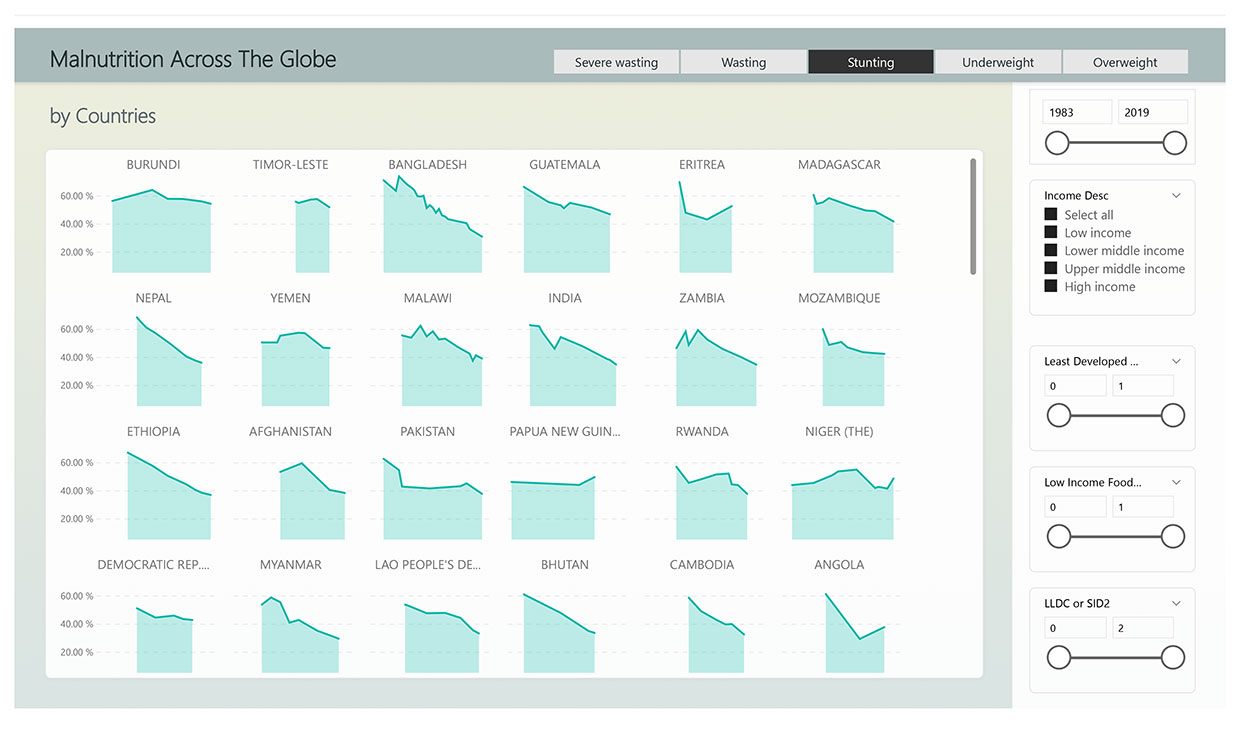 Malnutrition Across The Globe
Severe wasting
Wasting
Stunting
Underweight
Overweight
by Countries
BURUNDI
TIMOR-LESTE
BANGLADESH
GUATEMALA
ERITREA
MADAGASCAR
60.00 %
40.00 %
20.00 %
NEPAL
YEMEN
MALAWI
INDIA
ZAMBIA
MOZAMBIQUE
60.00 %
40.00 %
20.00 %
ETHIOPIA
AFGHANISTAN
PAKISTAN
PAPUA NEW GUIN...
RWANDA
NIGER (THE)
60.00 %
40.00 %
20.00 %
DEMOCRATIC REP....
MYANMAR
LAO PEOPLE'S DE...
BHUTAN
CAMBODIA
ANGOLA
60.00 %
40.00 %
20.00 %
1983
2019
Income Desc
Select all
Low income
Lower middle income
Upper middle income
High income
Least Developed ...
0
1
Low Income Food...
0
1
LLDC or SID2
0
2